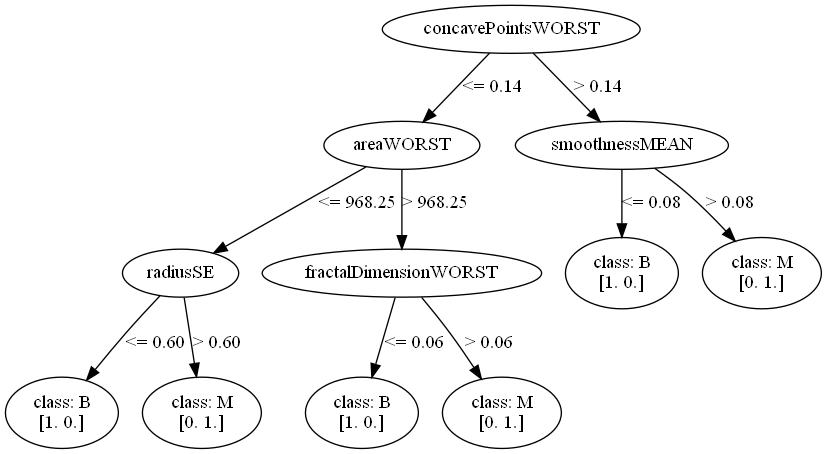 concavePointsWORST
<= 0.14
> 0.14
areaWORST
smoothnessMEAN
<= 968.25
> 968.25
<= 0.08
> 0.08
radiusSE
fractalDimensionWORST
class: B
[1. 0.]
class: M
[0. 1.]
<= 0.60
> 0.60
<= 0.06
> 0.06
class: B
[1. 0.]
class: M
[0. 1.]
class: B
[1. 0.]
class: M
[0. 1.]